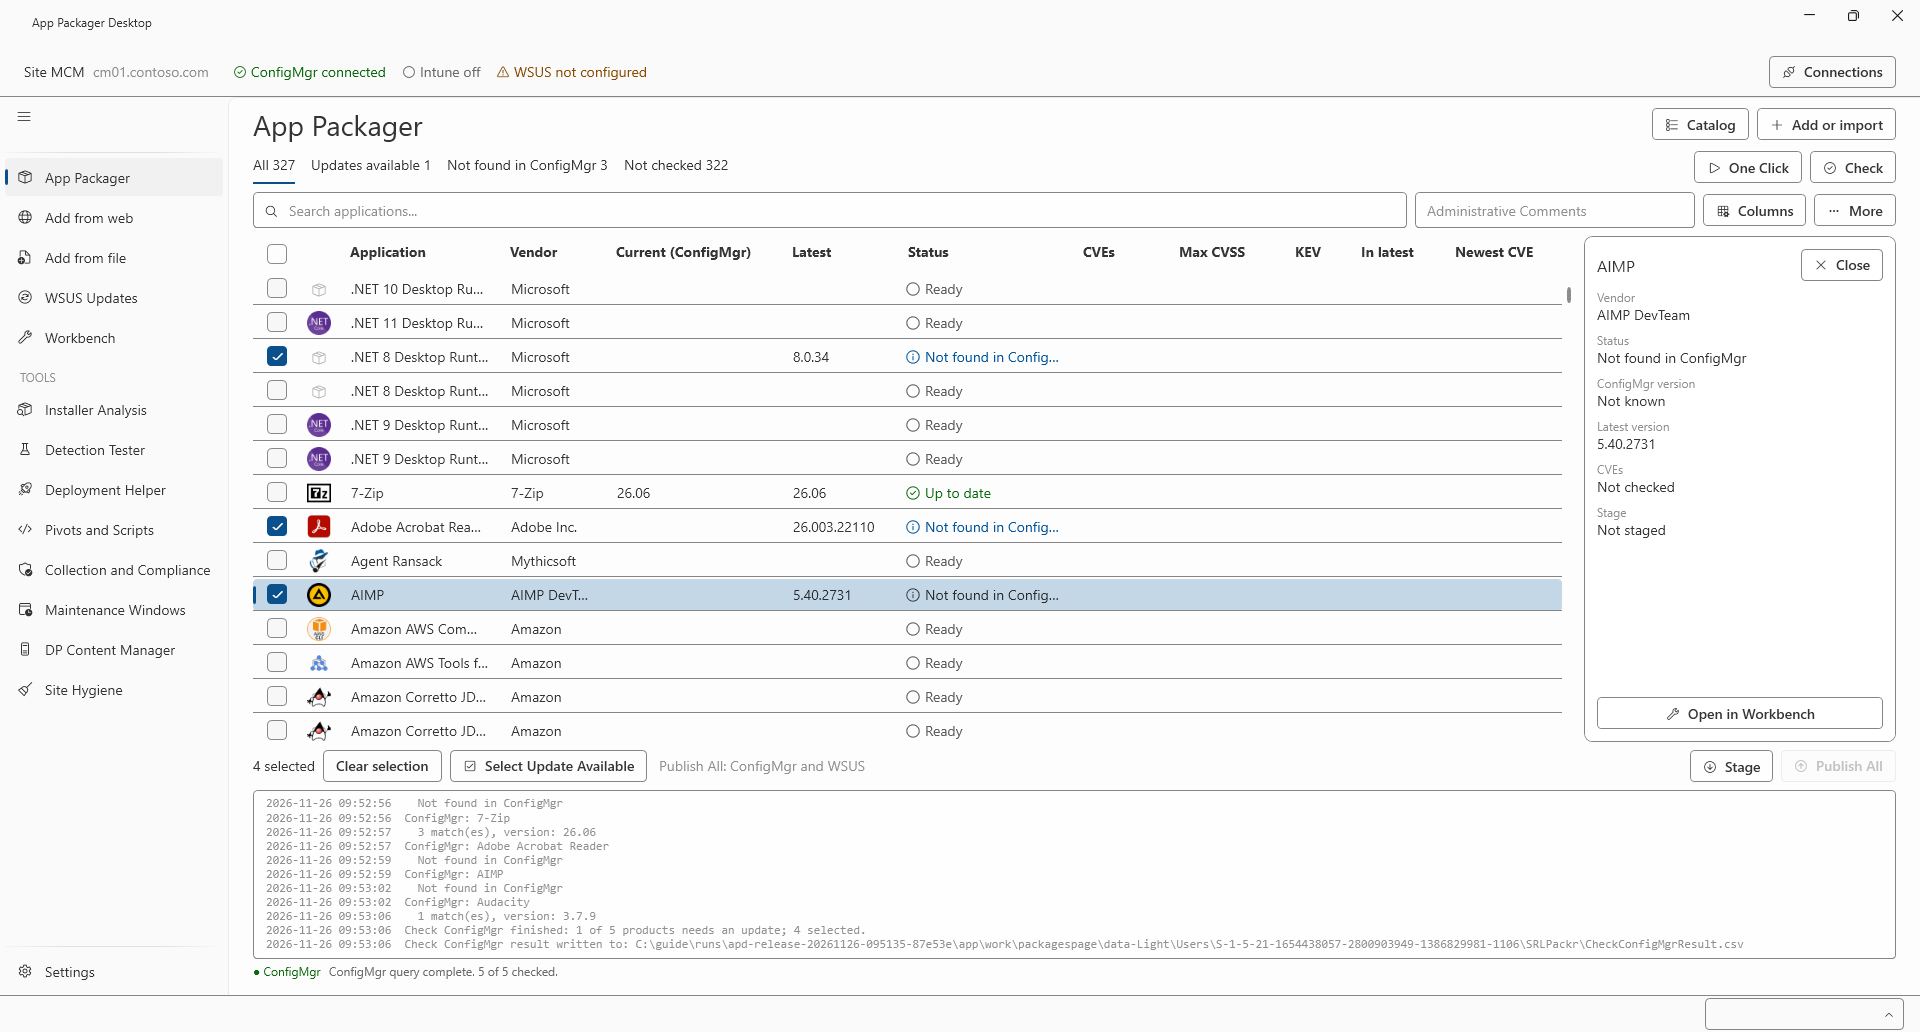 App Packager Desktop
Site MCM cm01.contoso.com ConfigMgr connected Intune off WSUS not configured Connections
App Packager
Add from web
Add from file
WSUS Updates
Workbench
TOOLS
Installer Analysis
Detection Tester
Deployment Helper
Pivots and Scripts
Collection and Compliance
Maintenance Windows
DP Content Manager
Site Hygiene
Settings
App Packager
Catalog Add or import
All 327 Updates available 1 Not found in ConfigMgr 3 Not checked 322
One Click Check
Search applications... Administrative Comments Columns More
Application Vendor Current (ConfigMgr) Latest Status CVEs Max CVSS KEV In latest Newest CVE
.NET 10 Desktop Ru... Microsoft Ready
.NET 11 Desktop Ru... Microsoft Ready
.NET 8 Desktop Runt... Microsoft 8.0.34 Not found in Config...
.NET 8 Desktop Runt... Microsoft Ready
.NET 9 Desktop Runt... Microsoft Ready
.NET 9 Desktop Runt... Microsoft Ready
7-Zip 7-Zip 26.06 26.06 Up to date
Adobe Acrobat Rea... Adobe Inc. 26.003.22110 Not found in Config...
Agent Ransack Mythicsoft Ready
AIMP AIMP DevT... 5.40.2731 Not found in Config...
Amazon AWS Com... Amazon Ready
Amazon AWS Tools f... Amazon Ready
Amazon Corretto JD... Amazon Ready
Amazon Corretto JD... Amazon Ready
AIMP Close
Vendor
AIMP DevTeam
Status
Not found in ConfigMgr
ConfigMgr version
Not known
Latest version
5.40.2731
CVEs
Not checked
Stage
Not staged
Open in Workbench
4 selected Clear selection Select Update Available Publish All: ConfigMgr and WSUS Stage Publish All
2026-11-26 09:52:56 Not found in ConfigMgr
2026-11-26 09:52:56 ConfigMgr: 7-Zip
2026-11-26 09:52:57 3 match(es), version: 26.06
2026-11-26 09:52:57 ConfigMgr: Adobe Acrobat Reader
2026-11-26 09:52:59 Not found in ConfigMgr
2026-11-26 09:52:59 ConfigMgr: AIMP
2026-11-26 09:53:02 Not found in ConfigMgr
2026-11-26 09:53:02 ConfigMgr: Audacity
2026-11-26 09:53:06 1 match(es), version: 3.7.9
2026-11-26 09:53:06 Check ConfigMgr finished: 1 of 5 products needs an update; 4 selected.
2026-11-26 09:53:06 Check ConfigMgr result written to: C:\guide\runs\apd-release-20261126-095135-87e53e\app\work\packagespage\data-Light\Users\S-1-5-21-1654438057-2800903949-1386829981-1106\SRLPackr\CheckConfigMgrResult.csv
ConfigMgr ConfigMgr query complete. 5 of 5 checked.